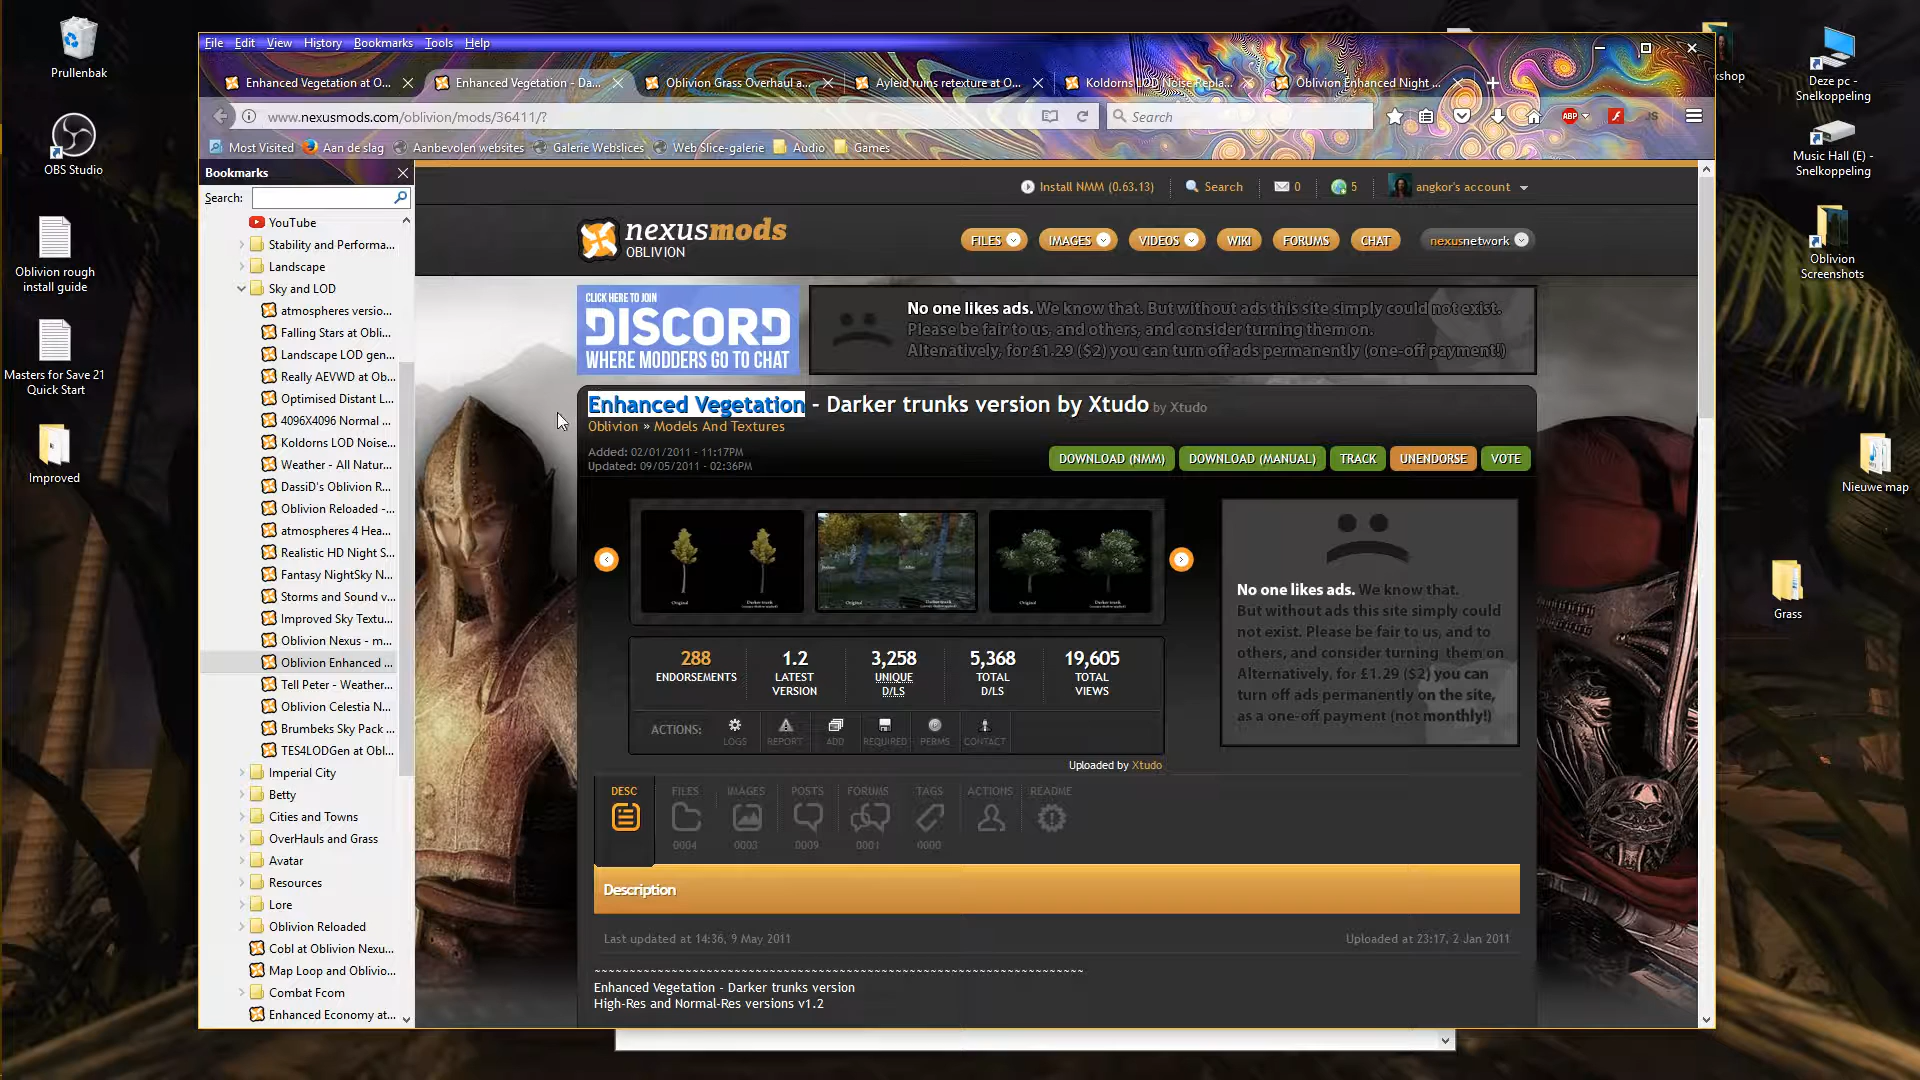 Prullenbak
OBS Studio
Oblivion rough
install guide
Masters for Save 21
Quick Start
Improved
File Edit View History Bookmarks Tools Help
Enhanced Vegetation at O...
Enhanced Vegetation - Da...
Oblivion Grass Overhaul a...
Ayleid ruins retexture at O...
Koldorns LOD Noise Repla...
Oblivion Enhanced Night ...
www.nexusmods.com/oblivion/mods/36411/?
Search
ABP
JS
Most Visited
Aan de slag
Aanbevolen websites
Galerie Webslices
Web Slice-galerie
Audio
Games
Bookmarks
Search:
YouTube
Stability and Performa...
Landscape
Sky and LOD
atmospheres versio...
Falling Stars at Obli...
Landscape LOD gen...
Really AEVWD at Ob...
Optimised Distant L...
4096X4096 Normal ...
Koldorns LOD Noise...
Weather - All Natur...
DassiD's Oblivion R...
Oblivion Reloaded -...
atmospheres 4 Hea...
Realistic HD Night S...
Fantasy NightSky N...
Storms and Sound v...
Improved Sky Textu...
Oblivion Nexus - m...
Oblivion Enhanced ...
Tell Peter - Weather...
Oblivion Celestia N...
Brumbeks Sky Pack ...
TES4LODGen at Obl...
Imperial City
Betty
Cities and Towns
OverHauls and Grass
Avatar
Resources
Lore
Oblivion Reloaded
Cobl at Oblivion Nexu...
Map Loop and Oblivio...
Combat Fcom
Enhanced Economy at...
Install NMM (0.63.13)
Search
0
5
angkor's account
nexusmods
OBLIVION
FILES
IMAGES
VIDEOS
WIKI
FORUMS
CHAT
nexusnetwork
CLICK HERE TO JOIN
DISCORD
WHERE MODDERS GO TO CHAT
No one likes ads. We know that. But without ads this site simply could not exist.
Please be fair to us, and others, and consider turning them on.
Altenatively, for £1.29 ($2) you can turn off ads permanently (one-off payment!)
Enhanced Vegetation - Darker trunks version by Xtudo by Xtudo
Oblivion » Models And Textures
Added: 02/01/2011 - 11:17PM
Updated: 09/05/2011 - 02:36PM
DOWNLOAD (NMM)
DOWNLOAD (MANUAL)
TRACK
UNENDORSE
VOTE
Original
Original
Original
288
ENDORSEMENTS
1.2
LATEST
VERSION
3,258
UNIQUE
D/LS
5,368
TOTAL
D/LS
19,605
TOTAL
VIEWS
ACTIONS:
LOGS
REPORT
ADD
REQUIRED
PERMS
CONTACT
Uploaded by Xtudo
No one likes ads. We know that.
But without ads this site simply could
not exist. Please be fair to us, and to
others, and consider turning them on
Alternatively, for £1.29 ($2) you can
turn off ads permanently on the site,
as a one-off payment (not monthly!)
DESC
FILES
0004
IMAGES
0003
POSTS
0009
FORUMS
0001
TAGS
0000
ACTIONS
README
Description
Last updated at 14:36, 9 May 2011
Uploaded at 23:17, 2 Jan 2011
~~~~~~~~~~~~~~~~~~~~~~~~~~~~~~~~~~~~~~~~~~~~~~~~~~~~~~~~~~~~~~~~~~~~~~
Enhanced Vegetation - Darker trunks version
High-Res and Normal-Res versions v1.2
Deze pc -
Snelkoppeling
Music Hall (E) -
Snelkoppeling
Oblivion
Screenshots
Nieuwe map
Grass